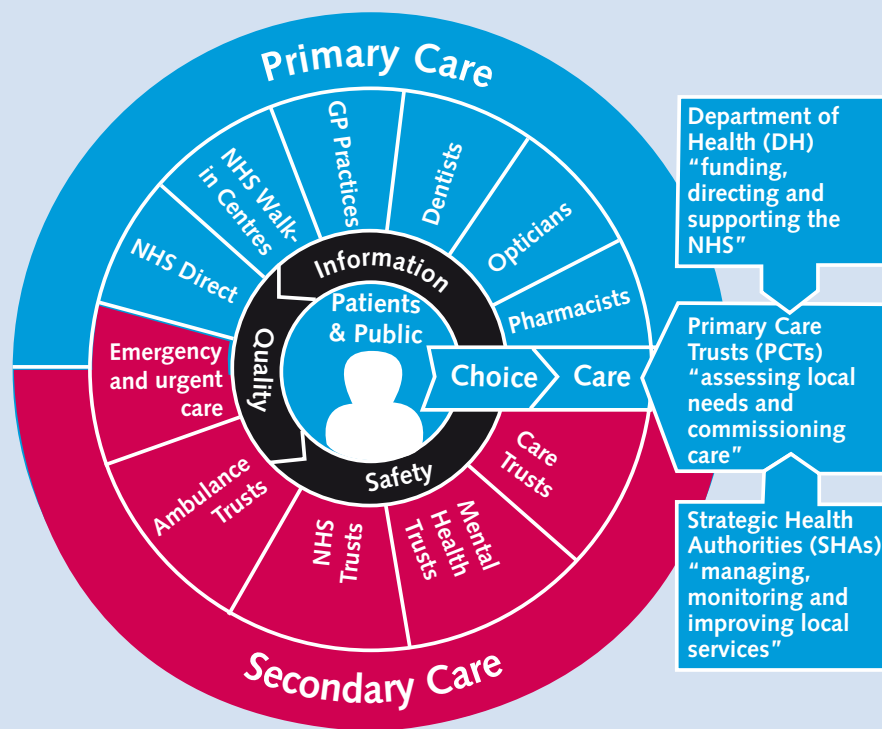 Primary Care
NHS Direct
NHS Walk-
in Centres
GP Practices
Dentists
Opticians
Pharmacists
Information
Quality
Safety
Patients
& Public
Choice
Care
Emergency
and urgent
care
Ambulance
Trusts
NHS
Trusts
Mental
Health
Trusts
Care
Trusts
Secondary Care
Department of
Health (DH)
“funding,
directing and
supporting the
NHS”
Primary Care
Trusts (PCTs)
“assessing local
needs and
commissioning
care”
Strategic Health
Authorities (SHAs)
“managing,
monitoring and
improving local
services”